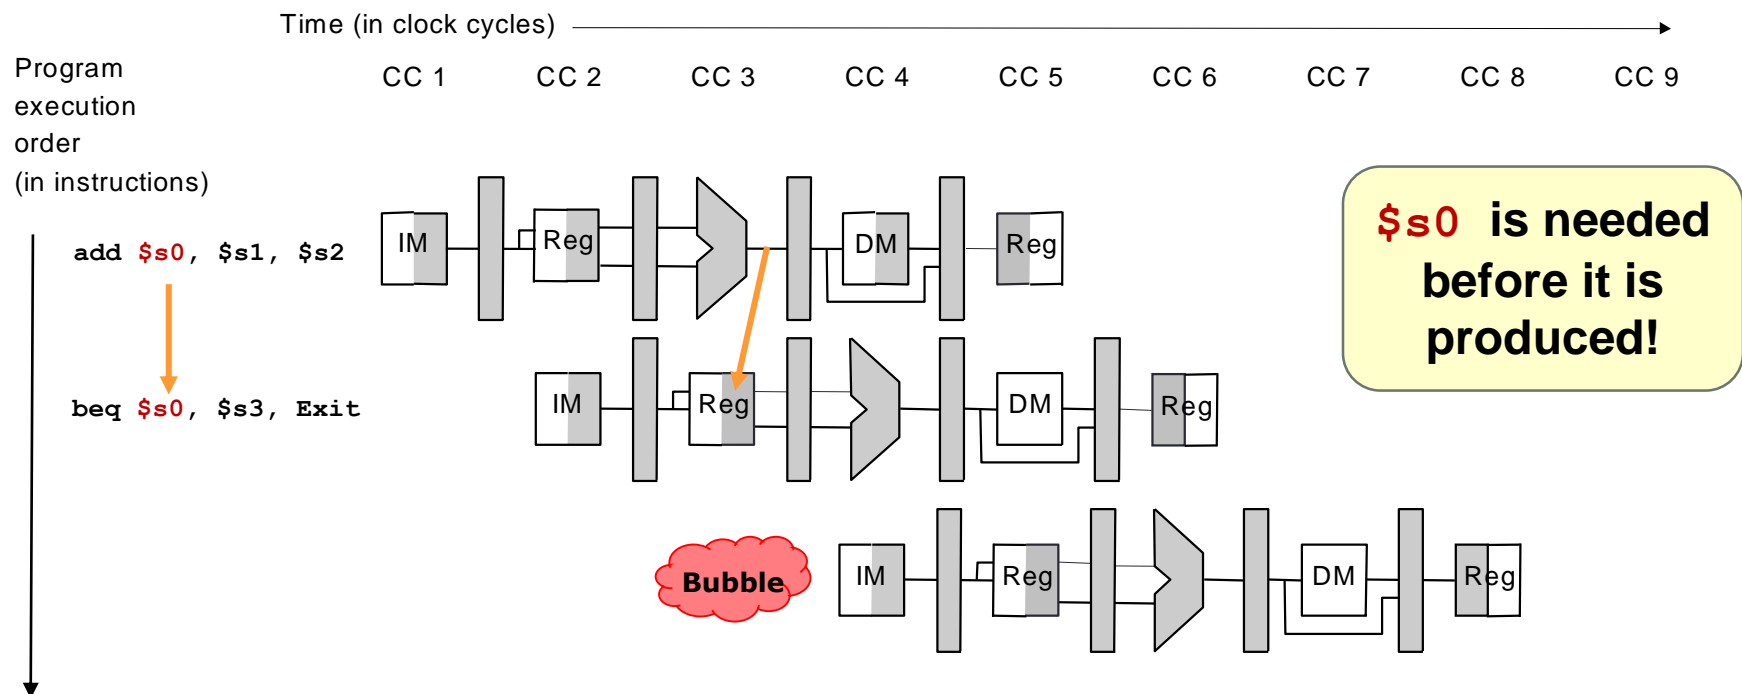 Time (in clock cycles)
Program
execution
order
(in instructions)
CC 1 CC 2 CC 3 CC 4 CC 5 CC 6 CC 7 CC 8 CC 9
add $s0, $s1, $s2
IM Reg DM Reg
$s0 is needed
before it is
produced!
beq $s0, $s3, Exit
IM Reg DM Reg
Bubble
IM Reg DM Reg